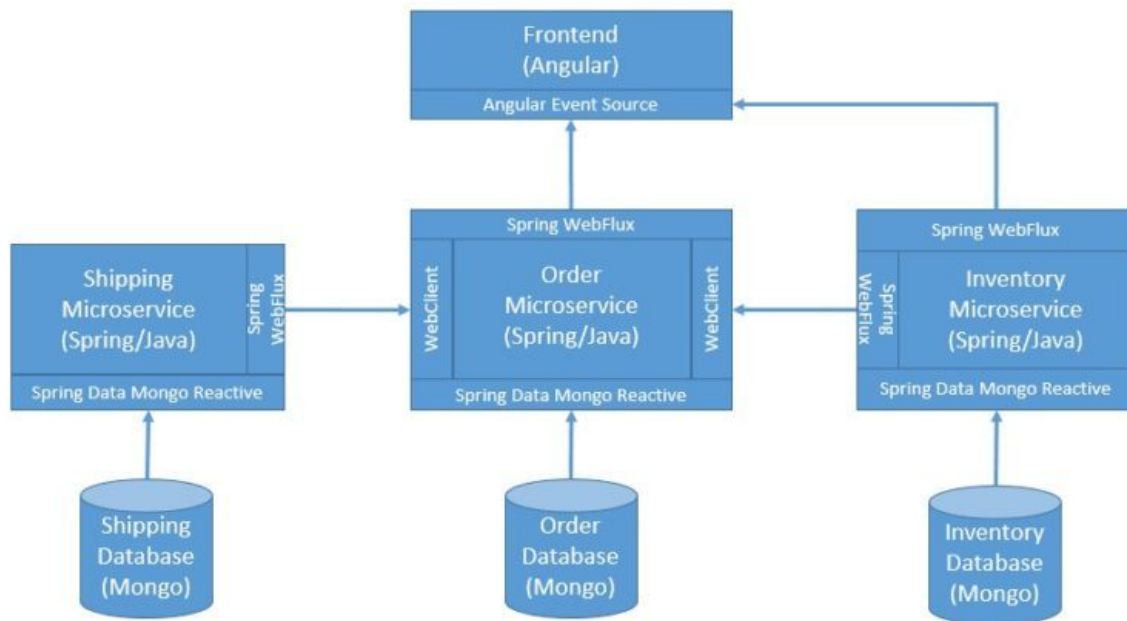 Frontend
(Angular)
Angular Event Source
Spring WebFlux
Spring WebFlux
Shipping
Microservice
(Spring/Java)
Spring
WebFlux
WebClient
Order
Microservice
(Spring/Java)
WebClient
Spring
WebFlux
Inventory
Microservice
(Spring/Java)
Spring Data Mongo Reactive
Spring Data Mongo Reactive
Spring Data Mongo Reactive
Shipping
Database
(Mongo)
Order
Database
(Mongo)
Inventory
Database
(Mongo)